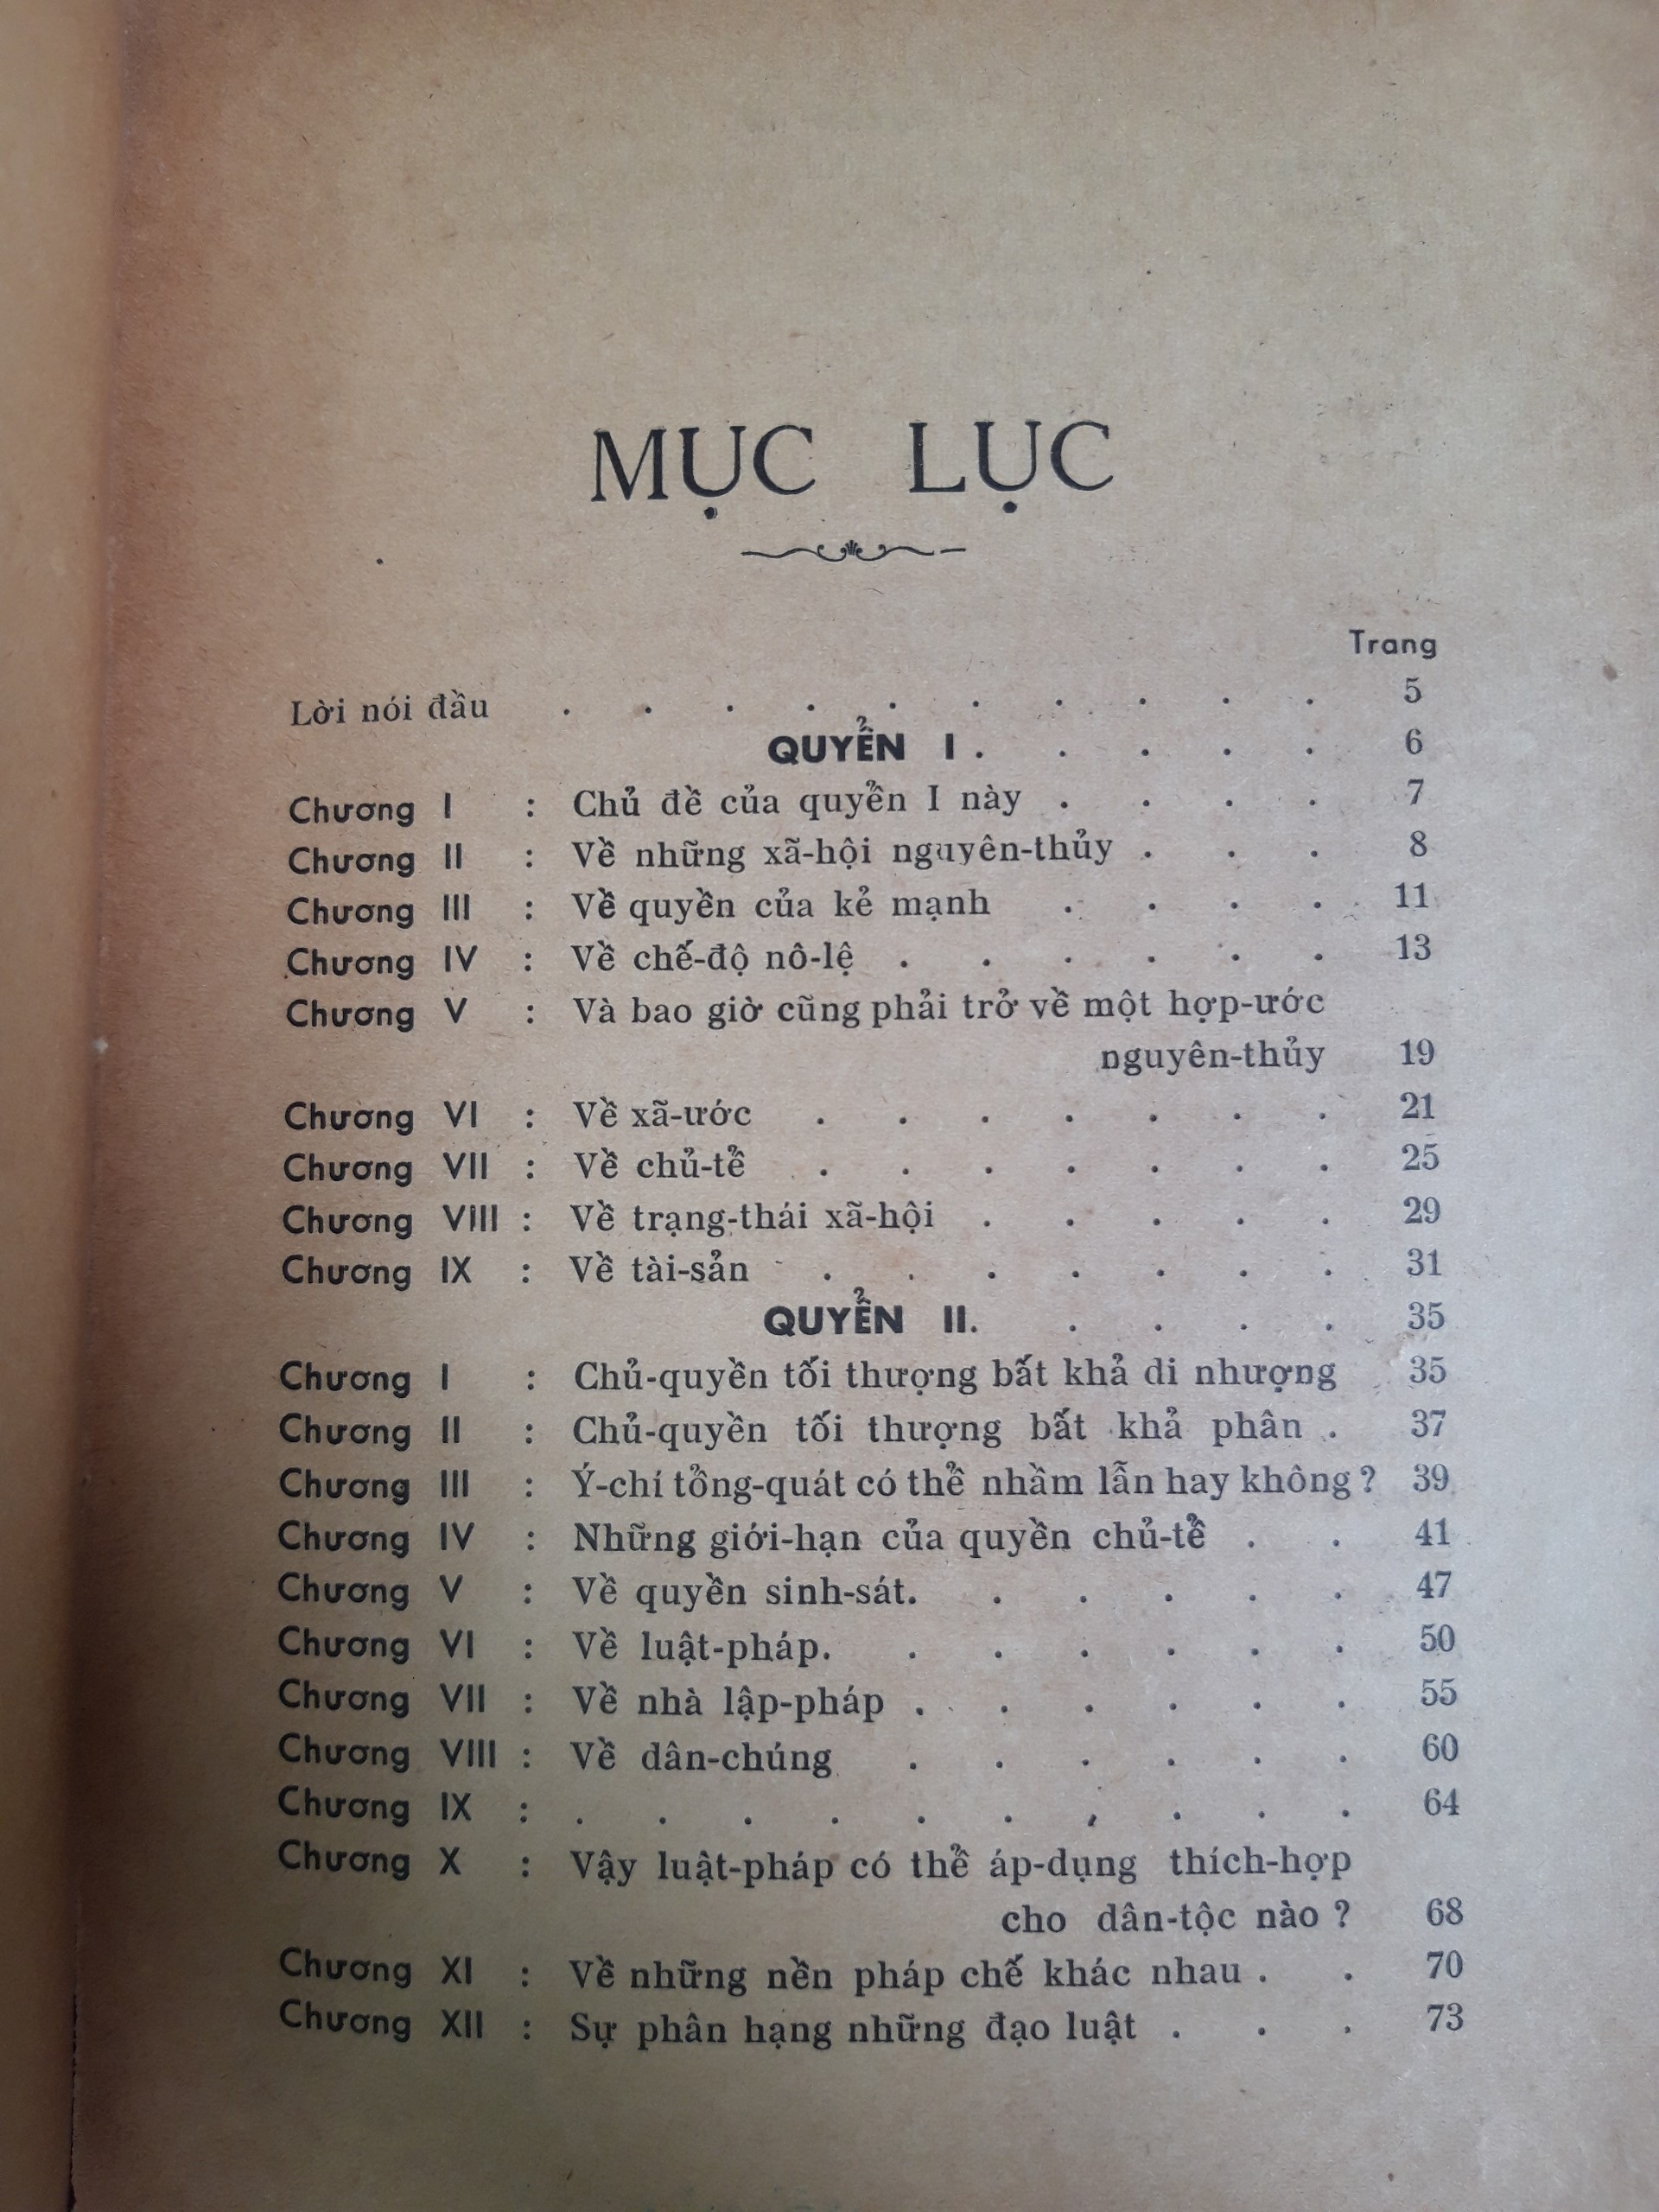 MỤC LỤC
Trang
Lời nói đầu . . . . . . . . . . 5
QUYỂN I . . . . . 6
Chương I : Chủ đề của quyển I này . . . . 7
Chương II : Về những xã-hội nguyên-thủy . . . 8
Chương III : Về quyền của kẻ mạnh . . . . 11
Chương IV : Về chế-độ nô-lệ . . . . . . 13
Chương V : Và bao giờ cũng phải trở về một hợp-ước
nguyên-thủy 19
Chương VI : Về xã-ước . . . . . . . 21
Chương VII : Về chủ-tể . . . . . . . 25
Chương VIII : Về trạng-thái xã-hội . . . . . 29
Chương IX : Về tài-sản . . . . . . . 31
QUYỂN II. . . . . 35
Chương I : Chủ-quyền tối thượng bất khả di nhượng 35
Chương II : Chủ-quyền tối thượng bất khả phân . 37
Chương III : Ý-chí tổng-quát có thể nhầm lẫn hay không ? 39
Chương IV : Những giới-hạn của quyền chủ-tể . . 41
Chương V : Về quyền sinh-sát. . . . . . 47
Chương VI : Về luật-pháp. . . . . . . 50
Chương VII : Về nhà lập-pháp . . . . . . 55
Chương VIII : Về dân-chúng . . . . . . 60
Chương IX : . . . . . . . . . . 64
Chương X : Vậy luật-pháp có thể áp-dụng thích-hợp
cho dân-tộc nào ? 68
Chương XI : Về những nền pháp chế khác nhau . . 70
Chương XII : Sự phân hạng những đạo luật . . . 73